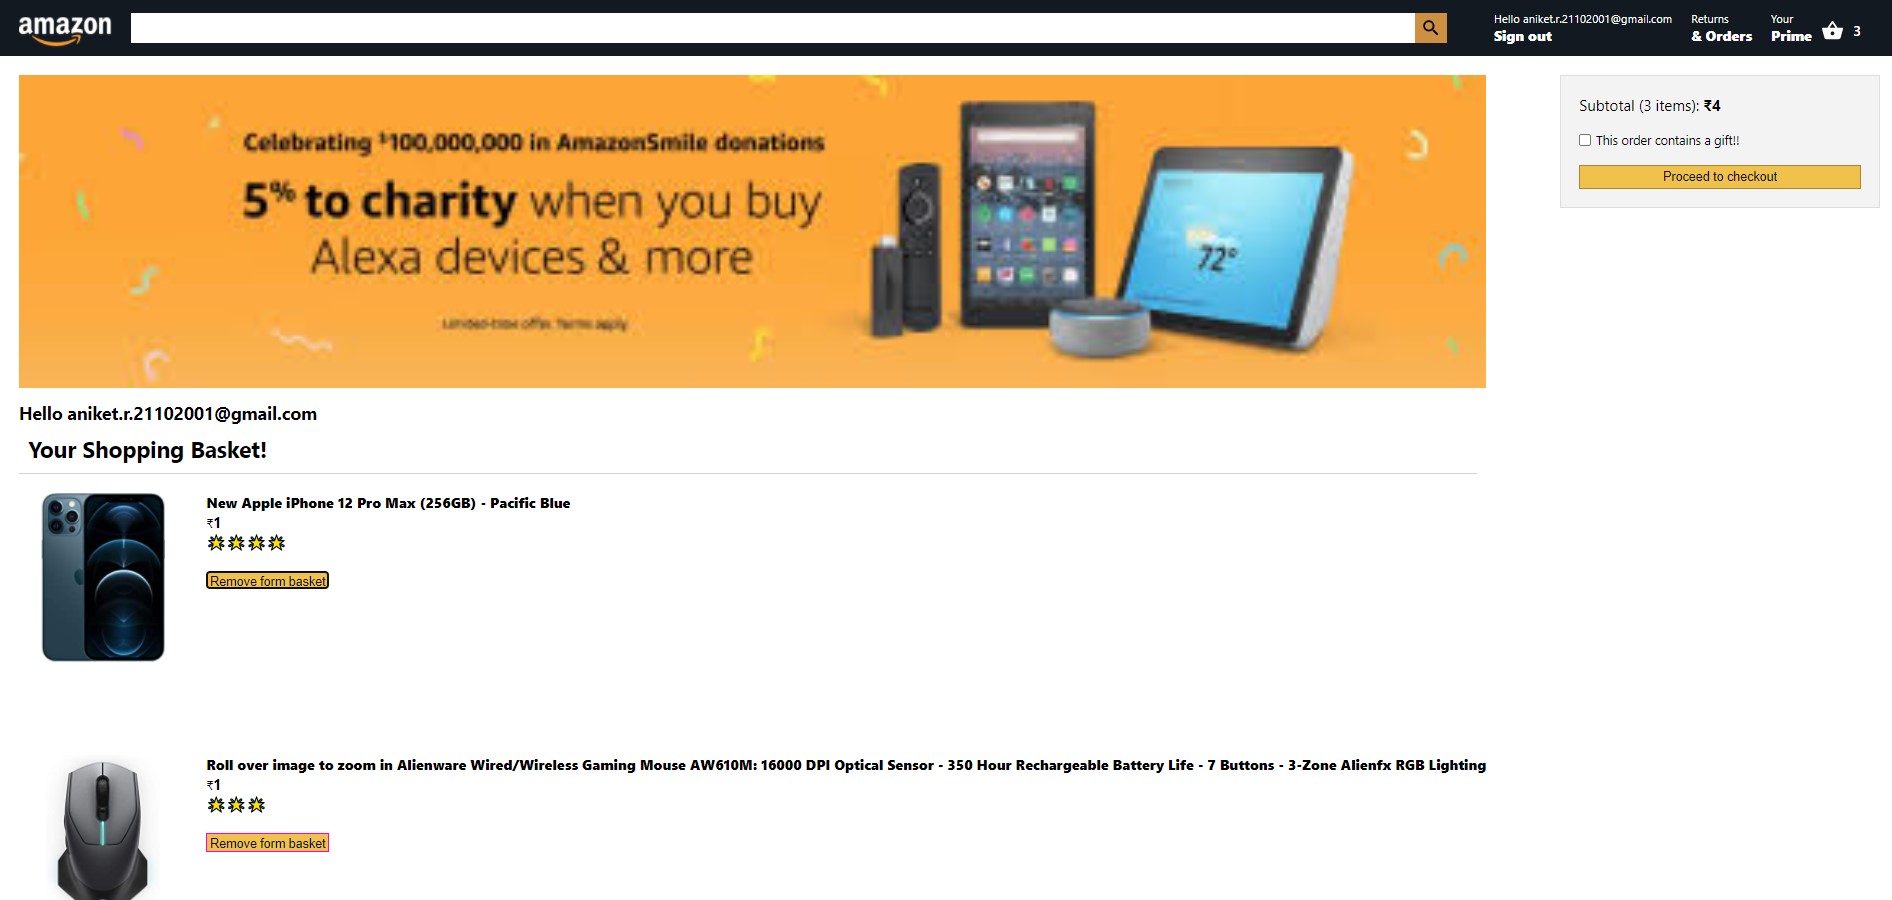 amazon
Hello aniket.r.21102001@gmail.com
Sign out
Returns
& Orders
Your
Prime
3
Celebrating $100,000,000 in AmazonSmile donations
5% to charity when you buy
Alexa devices & more
Limited-time offer. Terms apply.
72°
Subtotal (3 items): ₹4
This order contains a gift!!
Proceed to checkout
Hello aniket.r.21102001@gmail.com
Your Shopping Basket!
New Apple iPhone 12 Pro Max (256GB) - Pacific Blue
₹1
Remove form basket
Roll over image to zoom in Alienware Wired/Wireless Gaming Mouse AW610M: 16000 DPI Optical Sensor - 350 Hour Rechargeable Battery Life - 7 Buttons - 3-Zone Alienfx RGB Lighting
₹1
Remove form basket